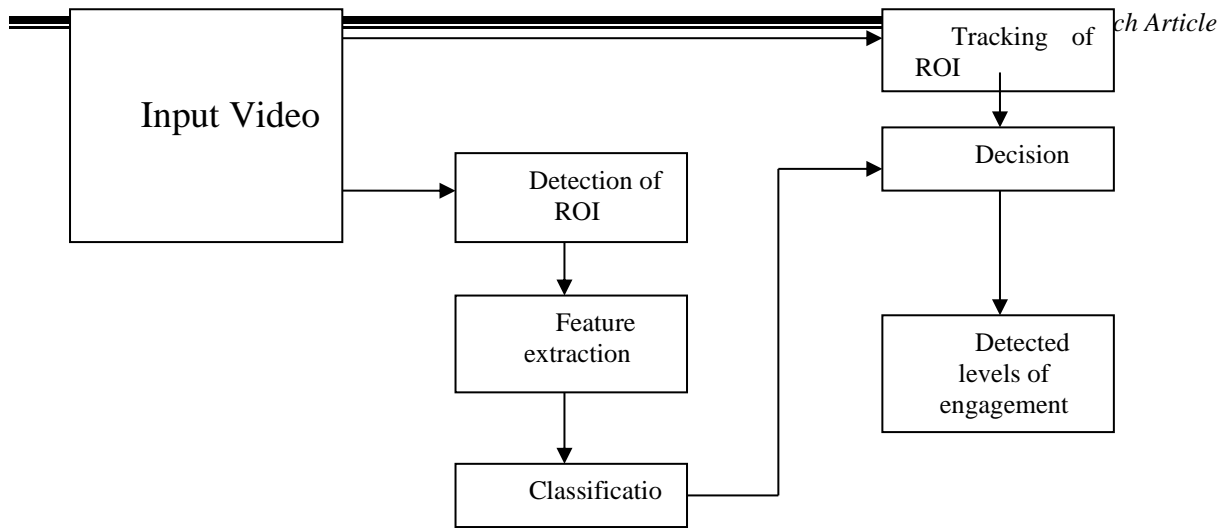 ch Article
Tracking of
ROI
Input Video
Decision
Detection of
ROI
Feature
extraction
Detected
levels of
engagement
Classificatio